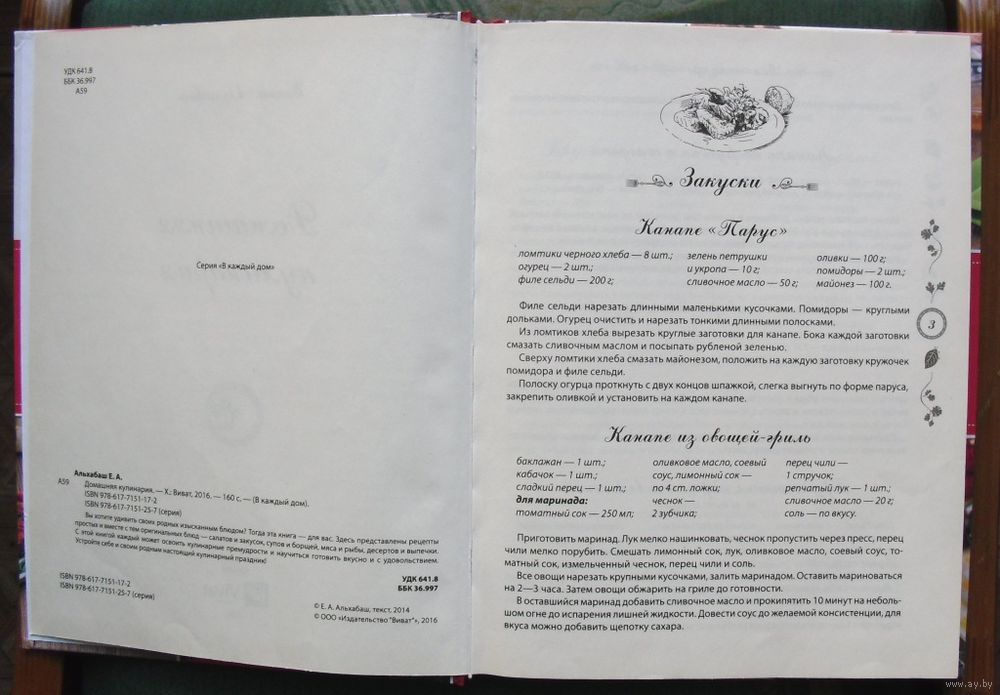 УДК 641.8
ББК 36.997
А59
Серия «В каждый дом»
Альхабаш Е. А.
А59
Домашняя кулинария. — Х.: Виват, 2016. — 160 с. — (В каждый дом).
ISBN 978-617-7151-17-2
ISBN 978-617-7151-25-7 (серия)
Вы хотите удивить своих родных изысканным блюдом? Тогда эта книга — для вас. Здесь представлены рецепты
простых и вместе с тем оригинальных блюд — салатов и закусок, супов и борщей, мяса и рыбы, десертов и выпечки.
С этой книгой каждый может освоить кулинарные премудрости и научиться готовить вкусно и с удовольствием.
Устройте себе и своим родным настоящий кулинарный праздник!
УДК 641.8
ББК 36.997
ISBN 978-617-7151-17-2
ISBN 978-617-7151-25-7 (серия)
© Е. А. Альхабаш, текст, 2014
© ООО «Издательство "Виват"», 2016
Закуски
Канапе «Парус»
ломтики черного хлеба — 8 шт.;
огурец — 2 шт.;
филе сельди — 200 г;
зелень петрушки
и укропа — 10 г;
сливочное масло — 50 г;
оливки — 100 г;
помидоры — 2 шт.;
майонез — 100 г.
Филе сельди нарезать длинными маленькими кусочками. Помидоры — круглыми
дольками. Огурец очистить и нарезать тонкими длинными полосками.
Из ломтиков хлеба вырезать круглые заготовки для канапе. Бока каждой заготовки
смазать сливочным маслом и посыпать рубленой зеленью.
Сверху ломтики хлеба смазать майонезом, положить на каждую заготовку кружочек
помидора и филе сельди.
Полоску огурца проткнуть с двух концов шпажкой, слегка выгнуть по форме паруса,
закрепить оливкой и установить на каждом канапе.
3
Канапе из овощей-гриль
баклажан — 1 шт.;
кабачок — 1 шт.;
сладкий перец — 1 шт.;
для маринада:
томатный сок — 250 мл;
оливковое масло, соевый
соус, лимонный сок —
по 4 ст. ложки;
чеснок —
2 зубчика;
перец чили —
1 стручок;
репчатый лук — 1 шт.;
сливочное масло — 20 г;
соль — по вкусу.
Приготовить маринад. Лук мелко нашинковать, чеснок пропустить через пресс, перец
чили мелко порубить. Смешать лимонный сок, лук, оливковое масло, соевый соус, то-
матный сок, измельченный чеснок, перец чили и соль.
Все овощи нарезать крупными кусочками, залить маринадом. Оставить мариноваться
на 2—3 часа. Затем овощи обжарить на гриле до готовности.
В оставшийся маринад добавить сливочное масло и прокипятить 10 минут на неболь-
шом огне до испарения лишней жидкости. Довести соус до желаемой консистенции, для
вкуса можно добавить щепотку сахара.
www.ay.by